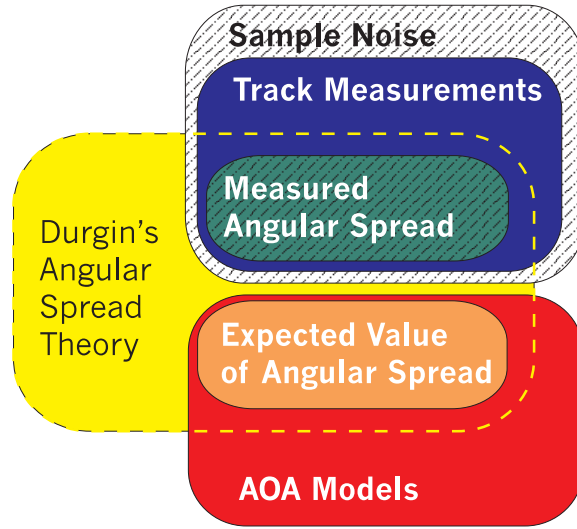 Sample Noise
Track Measurements
Measured
Angular Spread
Durgin's
Angular
Spread
Theory
Expected Value
of Angular Spread
AOA Models